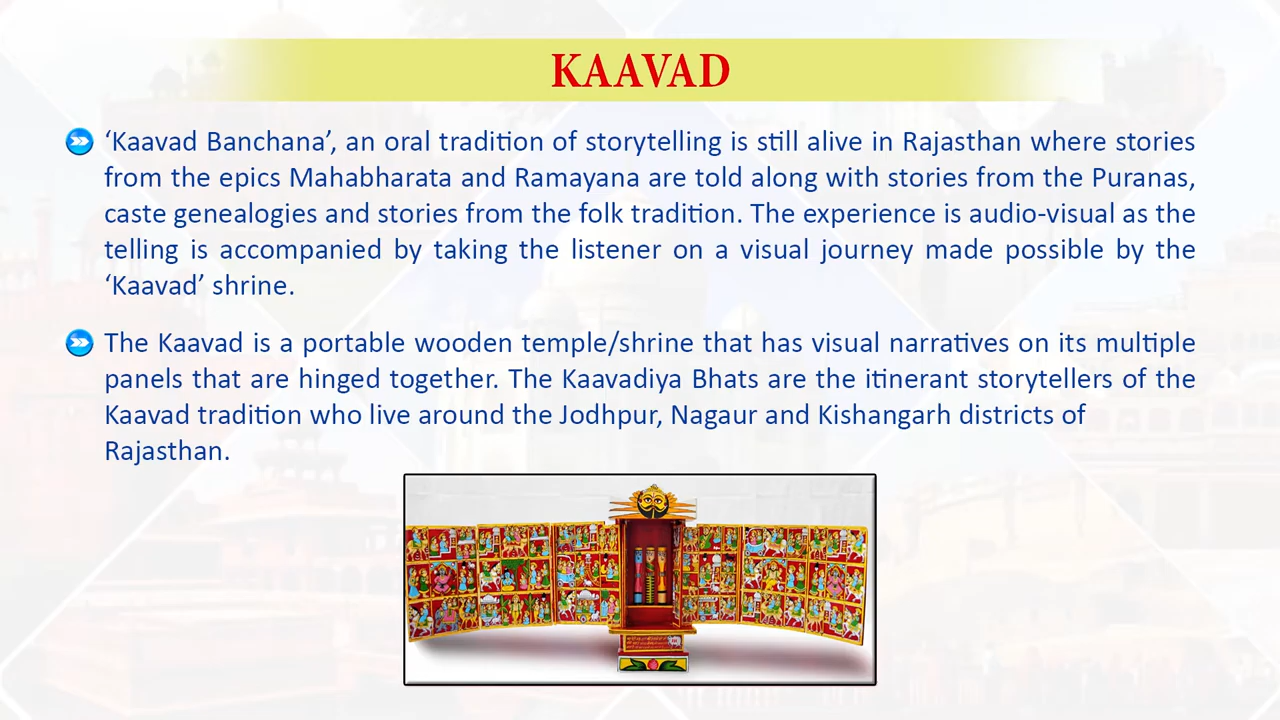 KAAVAD
‘Kaavad Banchana’, an oral tradition of storytelling is still alive in Rajasthan where stories
from the epics Mahabharata and Ramayana are told along with stories from the Puranas,
caste genealogies and stories from the folk tradition. The experience is audio-visual as the
telling is accompanied by taking the listener on a visual journey made possible by the
‘Kaavad’ shrine.
The Kaavad is a portable wooden temple/shrine that has visual narratives on its multiple
panels that are hinged together. The Kaavadiya Bhats are the itinerant storytellers of the
Kaavad tradition who live around the Jodhpur, Nagaur and Kishangarh districts of
Rajasthan.